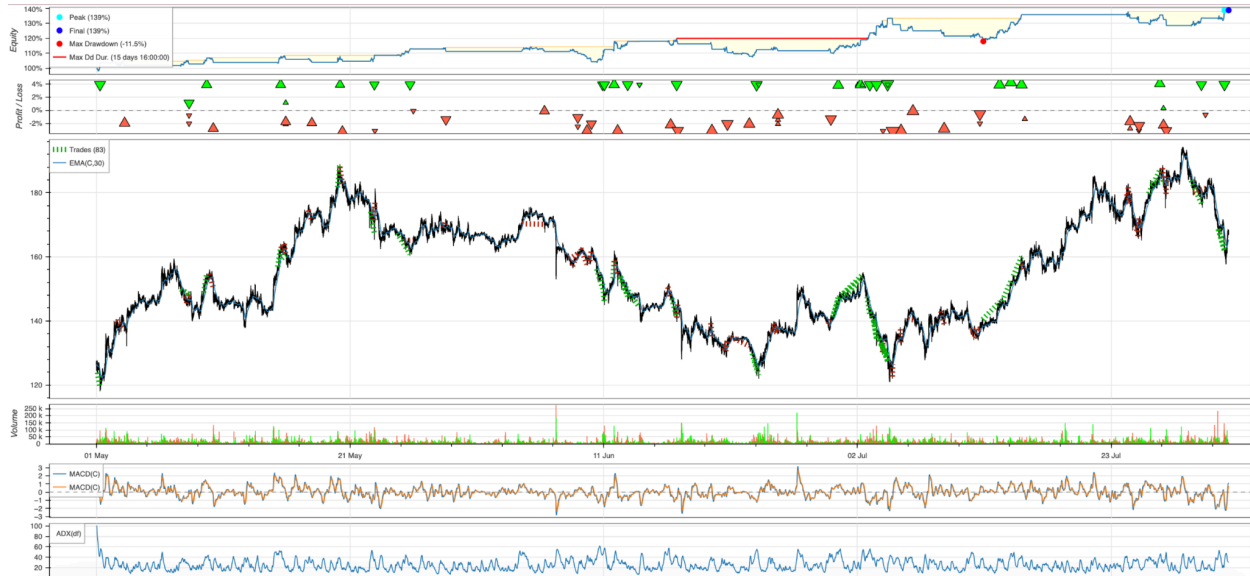 140%
130%
120%
110%
100%
Equity
Peak (139%)
Final (139%)
Max Drawdown (-11.5%)
Max Dd Dur. (15 days 16:00:00)
4%
2%
0%
-2%
Profit / Loss
Trades (83)
EMA(C,30)
180
160
140
120
250 k
200 k
150 k
100 k
50 k
0
Volume
01 May
21 May
11 Jun
02 Jul
23 Jul
3
2
1
0
-1
-2
-3
MACD(C)
MACD(C)
100
80
60
40
20
ADX(df)